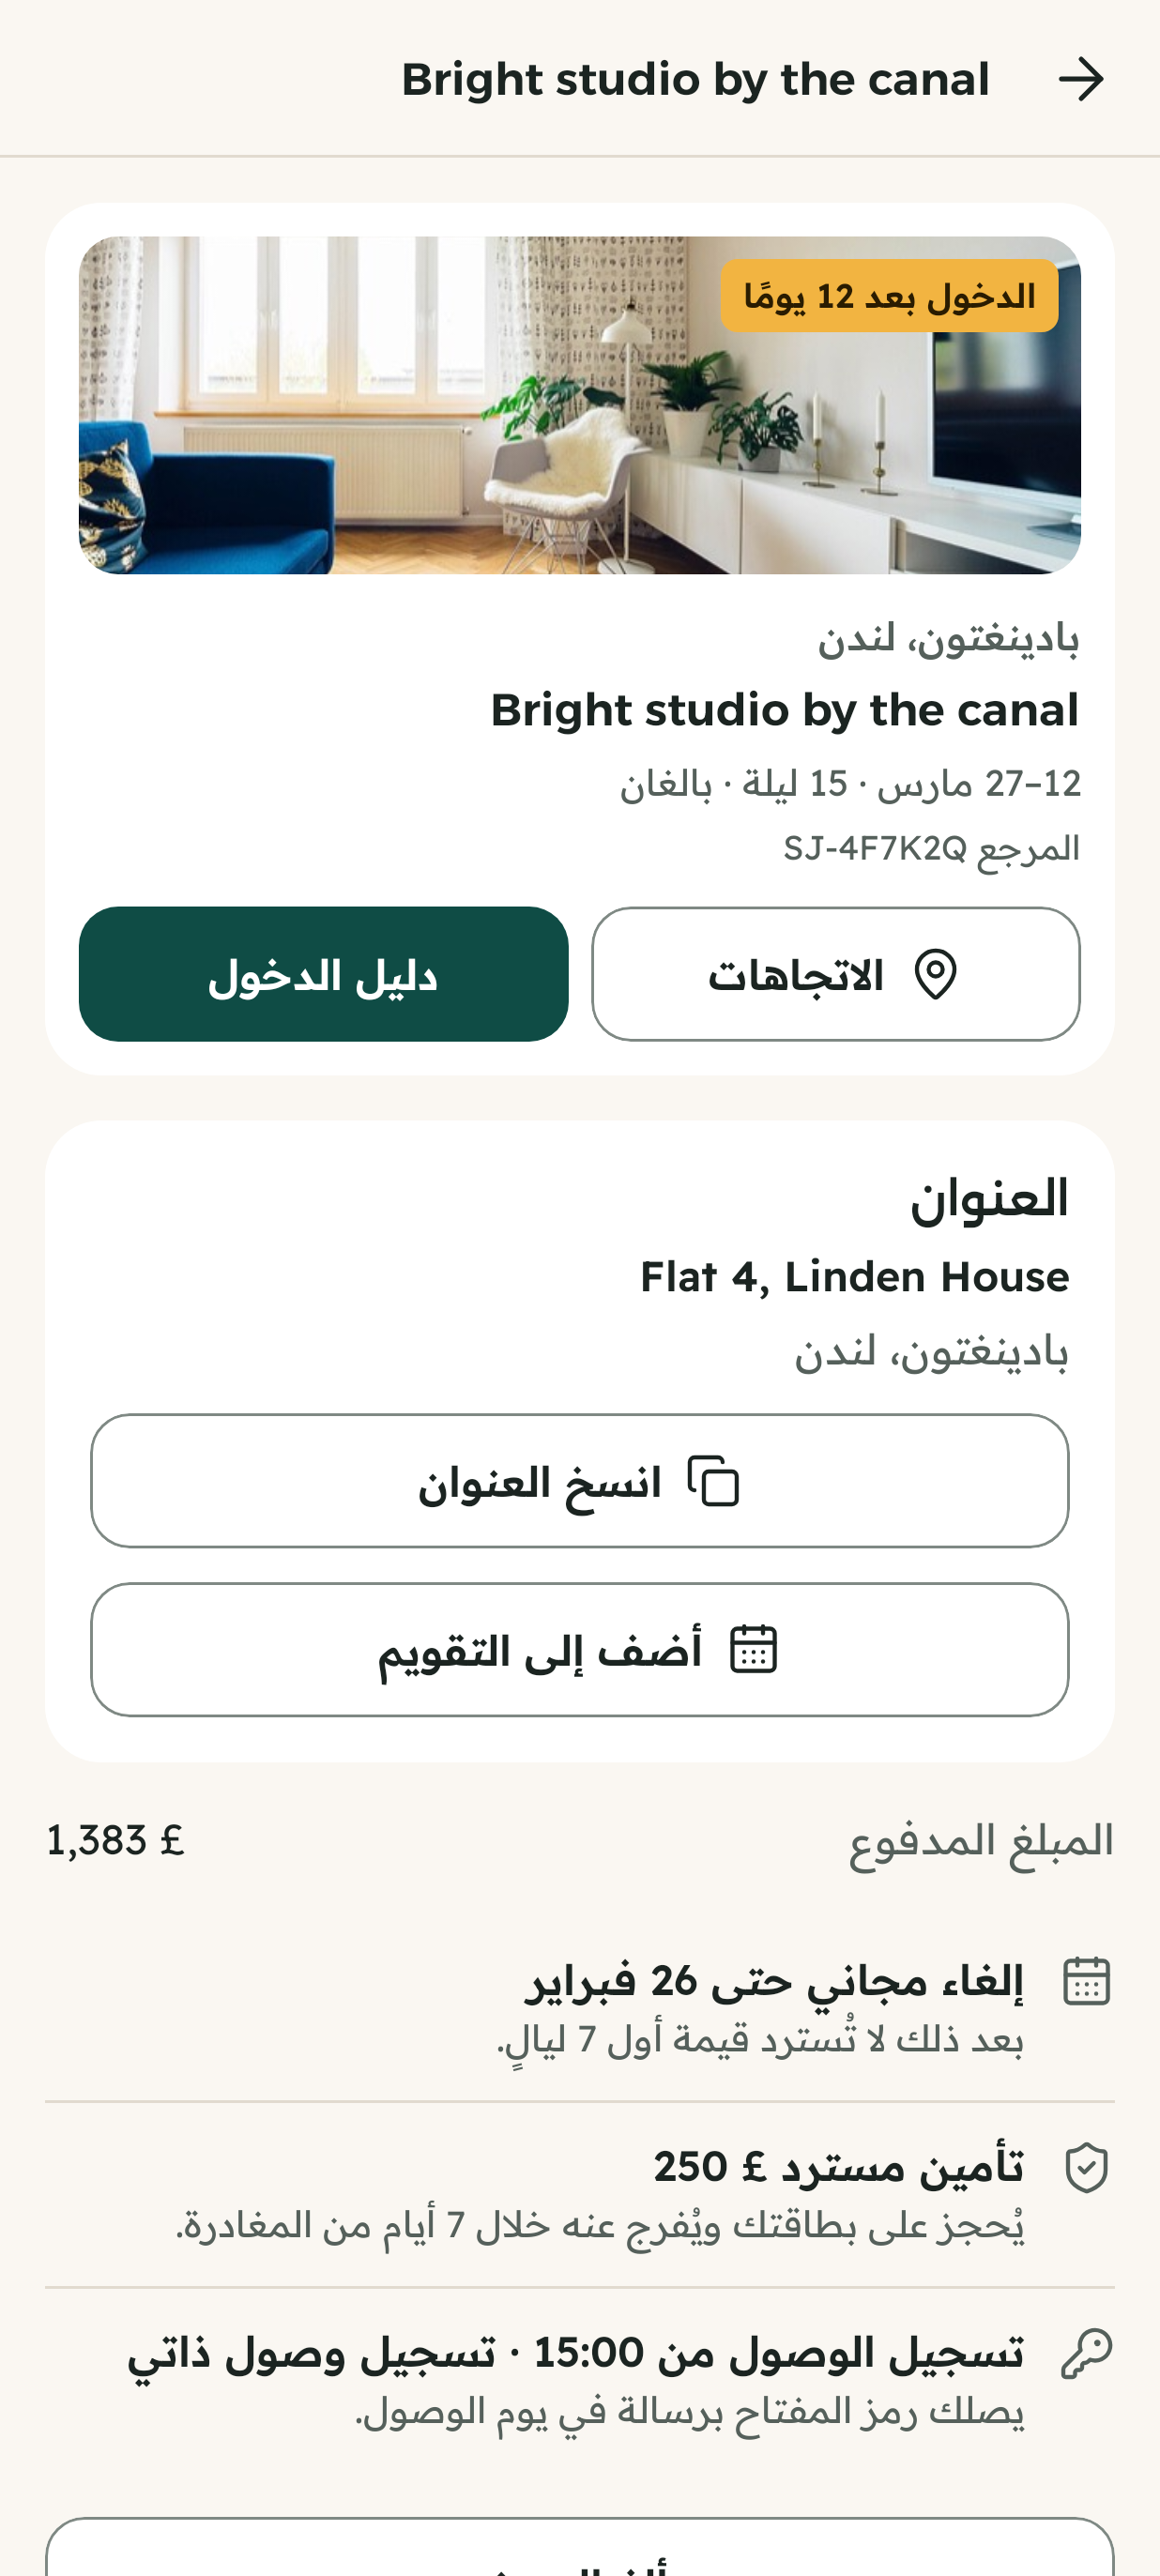 Bright studio by the canal
الدخول بعد 12 يومًا
بادينغتون، لندن
Bright studio by the canal
12–27 مارس · 15 ليلة · بالغان
المرجع SJ-4F7K2Q
الاتجاهات
دليل الدخول
العنوان
Flat 4, Linden House
بادينغتون، لندن
انسخ العنوان
أضف إلى التقويم
المبلغ المدفوع
1,383 £
إلغاء مجاني حتى 26 فبراير
بعد ذلك لا تُسترد قيمة أول 7 ليالٍ.
تأمين مسترد 250 £
يُحجز على بطاقتك ويُفرج عنه خلال 7 أيام من المغادرة.
تسجيل الوصول من 15:00 · تسجيل وصول ذاتي
يصلك رمز المفتاح برسالة في يوم الوصول.